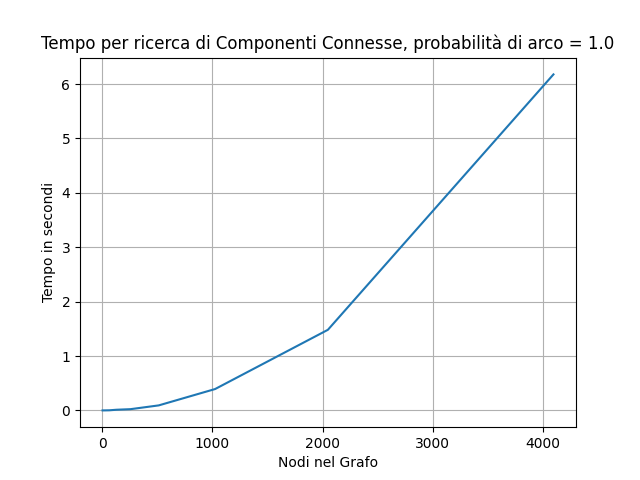 Tempo per ricerca di Componenti Connesse, probabilità di arco = 1.0
6
5
4
3
2
1
0
Tempo in secondi
0 1000 2000 3000 4000
Nodi nel Grafo